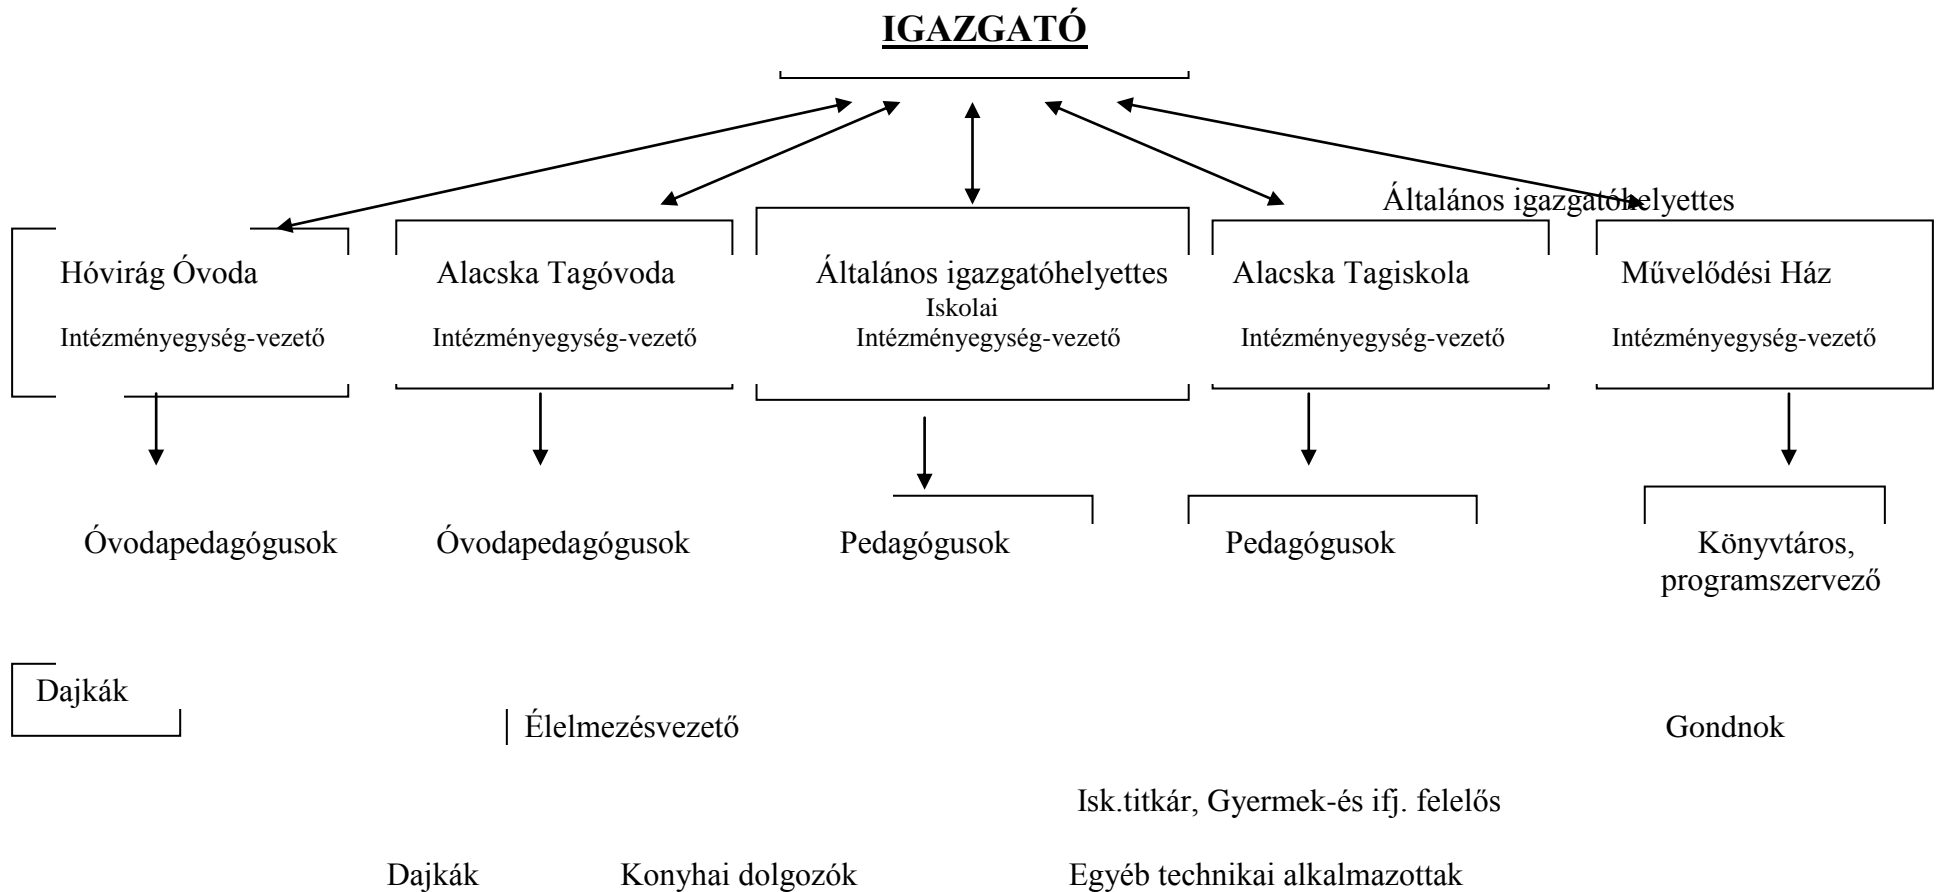 IGAZGATÓ
Általános igazgatóhelyettes
Hóvirág Óvoda
Intézményegység-vezető
Alacska Tagóvoda
Intézményegység-vezető
Általános igazgatóhelyettes
Iskolai
Intézményegység-vezető
Alacska Tagiskola
Intézményegység-vezető
Művelődési Ház
Intézményegység-vezető
Óvodapedagógusok
Óvodapedagógusok
Pedagógusok
Pedagógusok
Könyvtáros,
programszervező
Dajkák
Élelmezésvezető
Gondnok
Isk.titkár, Gyermek-és ifj. felelős
Dajkák
Konyhai dolgozók
Egyéb technikai alkalmazottak